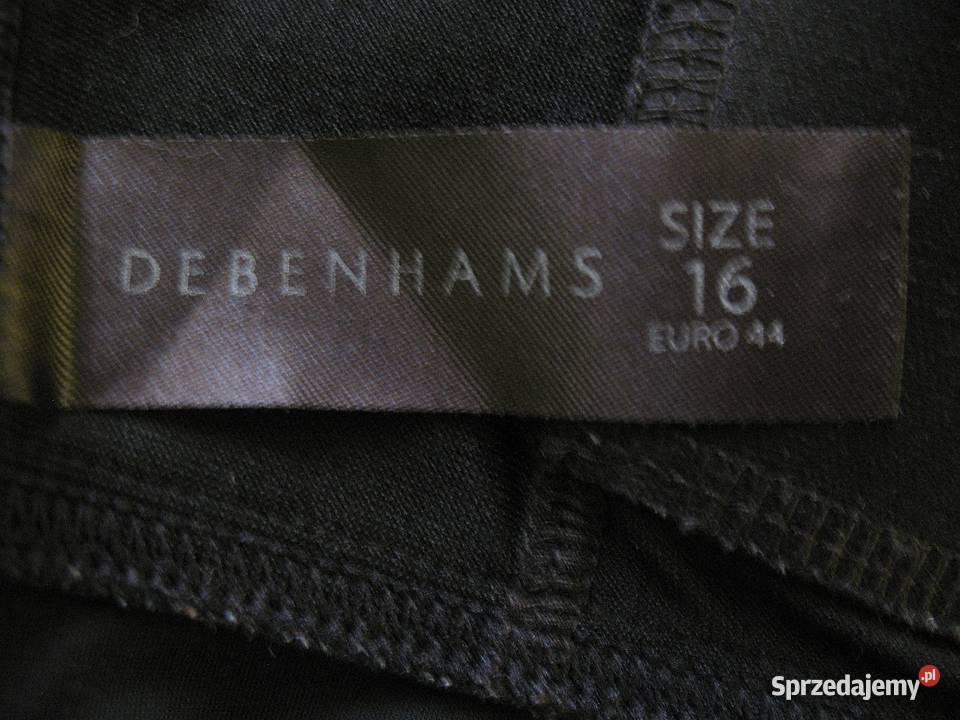 DEBENHAMS
SIZE
16
EURO 44
Sprzedajemy.pl